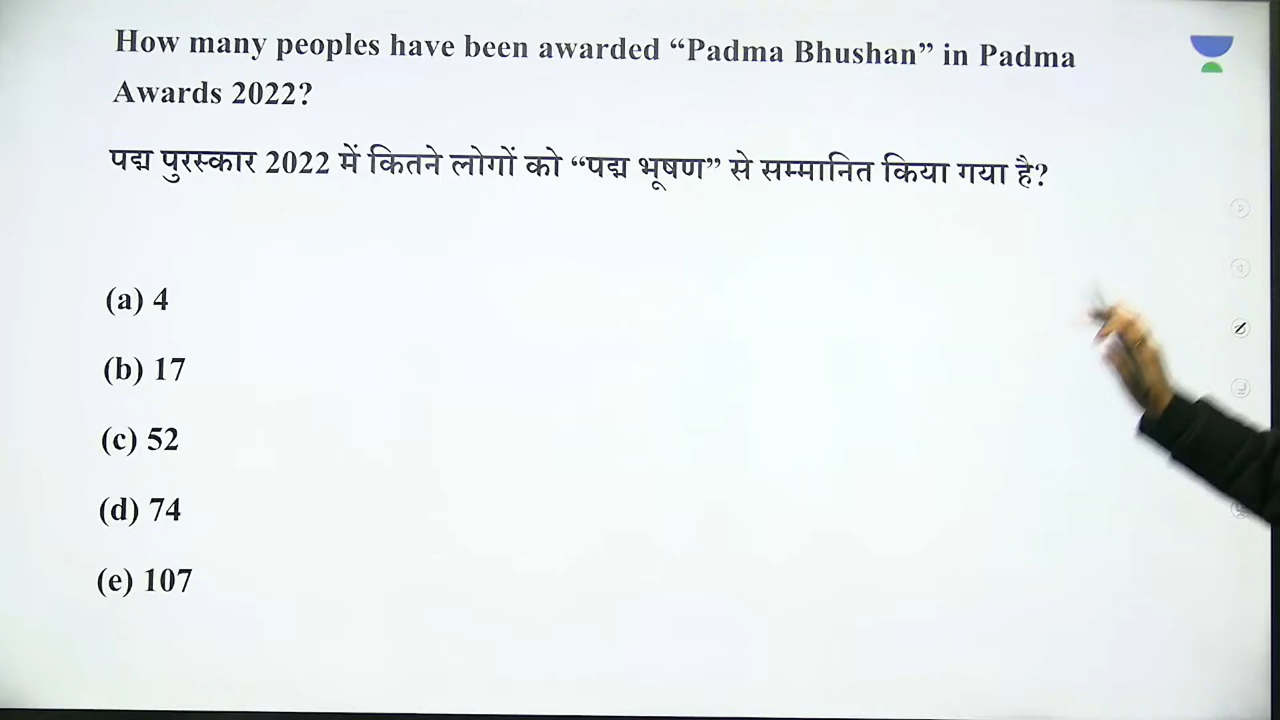 How many peoples have been awarded “Padma Bhushan” in Padma
Awards 2022?
पद्म पुरस्कार 2022 में कितने लोगों को “पद्म भूषण” से सम्मानित किया गया है?
(a) 4
(b) 17
(c) 52
(d) 74
(e) 107